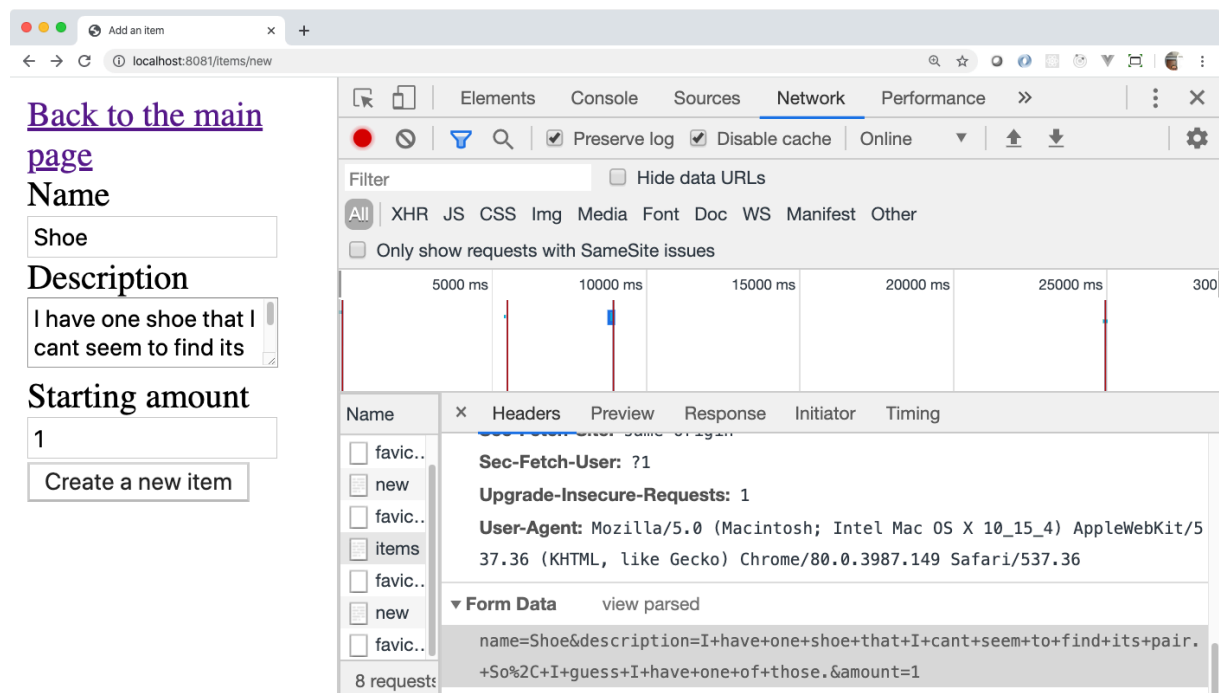 Add an item
localhost:8081/items/new
Back to the main
page
Name
Shoe
Description
I have one shoe that I
cant seem to find its
Starting amount
1
Create a new item
Elements Console Sources Network Performance »
Preserve log Disable cache Online
Filter Hide data URLs
All XHR JS CSS Img Media Font Doc WS Manifest Other
Only show requests with SameSite issues
5000 ms 10000 ms 15000 ms 20000 ms 25000 ms 300
Name
favic...
new
favic...
items
favic...
new
favic...
8 requests
× Headers Preview Response Initiator Timing
Sec-Fetch-Site: same-origin
Sec-Fetch-User: ?1
Upgrade-Insecure-Requests: 1
User-Agent: Mozilla/5.0 (Macintosh; Intel Mac OS X 10_15_4) AppleWebKit/5
37.36 (KHTML, like Gecko) Chrome/80.0.3987.149 Safari/537.36
Form Data view parsed
name=Shoe&description=I+have+one+shoe+that+I+cant+seem+to+find+its+pair.
+So%2C+I+guess+I+have+one+of+those.&amount=1